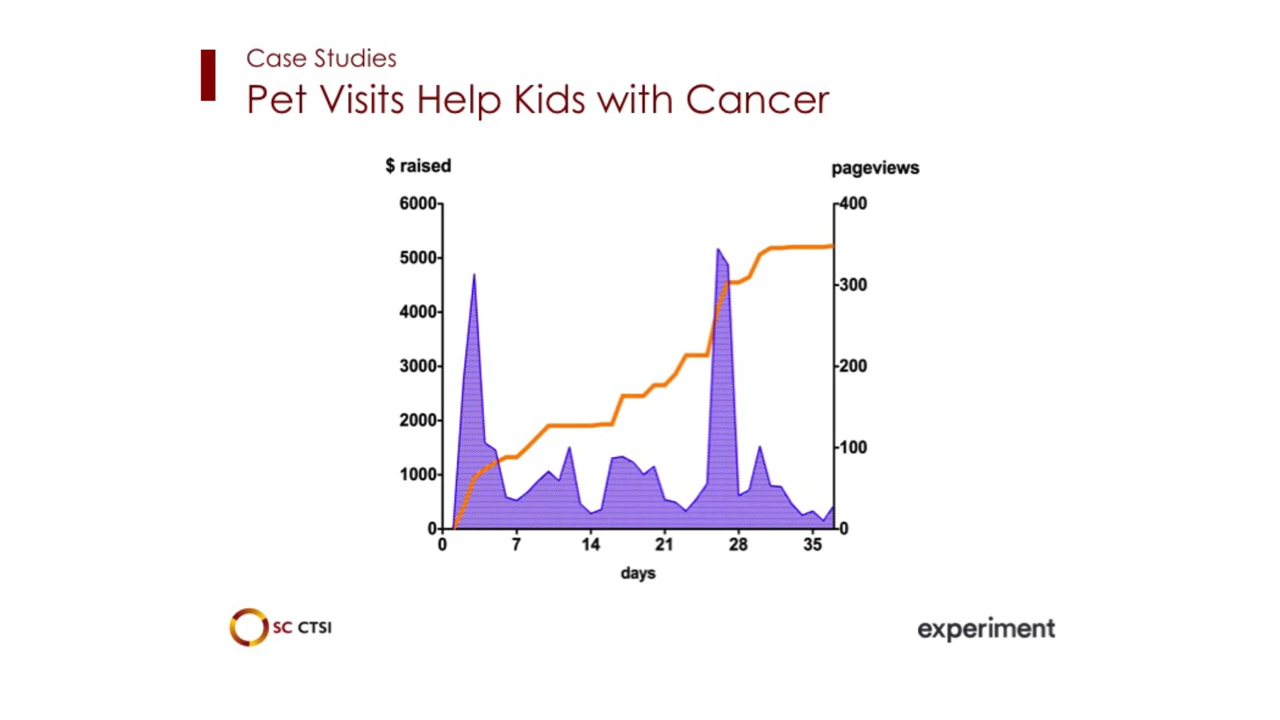 Case Studies
Pet Visits Help Kids with Cancer
$ raised
pageviews
6000
5000
4000
3000
2000
1000
0
400
300
200
100
0
0 7 14 21 28 35
days
SC CTSI
experiment